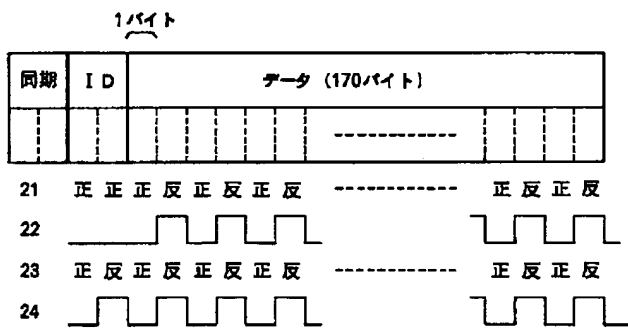 1バイト
同期 ID データ (170バイト)
21 正 正 正 反 正 反 正 反 正 反 正 反
22
23 正 反 正 反 正 反 正 反 正 反 正 反
24